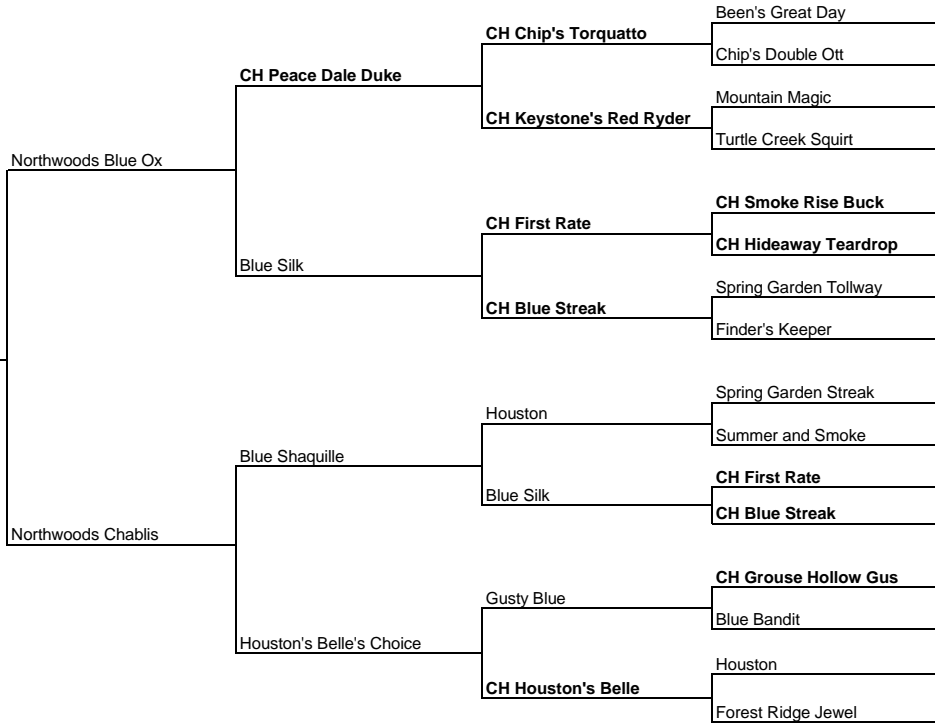 Been's Great Day
CH Chip's Torquatto
Chip's Double Ott
CH Peace Dale Duke
Mountain Magic
CH Keystone's Red Ryder
Turtle Creek Squirt
Northwoods Blue Ox
CH Smoke Rise Buck
CH First Rate
CH Hideaway Teardrop
Blue Silk
Spring Garden Tollway
CH Blue Streak
Finder's Keeper
Spring Garden Streak
Houston
Summer and Smoke
Blue Shaquille
CH First Rate
Blue Silk
CH Blue Streak
Northwoods Chablis
CH Grouse Hollow Gus
Gusty Blue
Blue Bandit
Houston's Belle's Choice
Houston
CH Houston's Belle
Forest Ridge Jewel